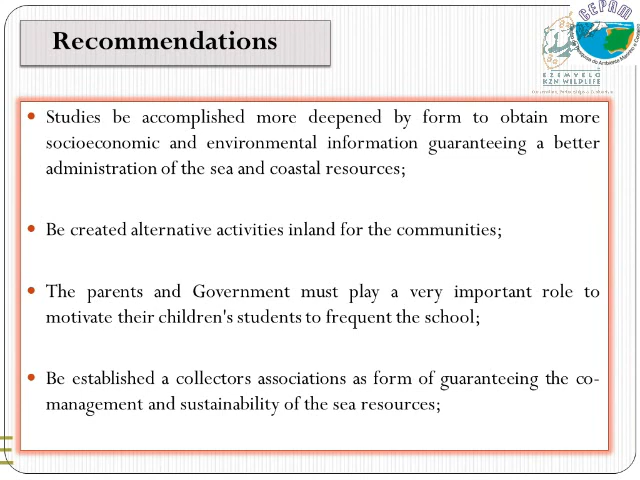 Recommendations
CEPAM
EZEMVELO
KZN WILDLIFE
• Studies be accomplished more deepened by form to obtain more
socioeconomic and environmental information guaranteeing a better
administration of the sea and coastal resources;
• Be created alternative activities inland for the communities;
• The parents and Government must play a very important role to
motivate their children's students to frequent the school;
• Be established a collectors associations as form of guaranteeing the co-
management and sustainability of the sea resources;